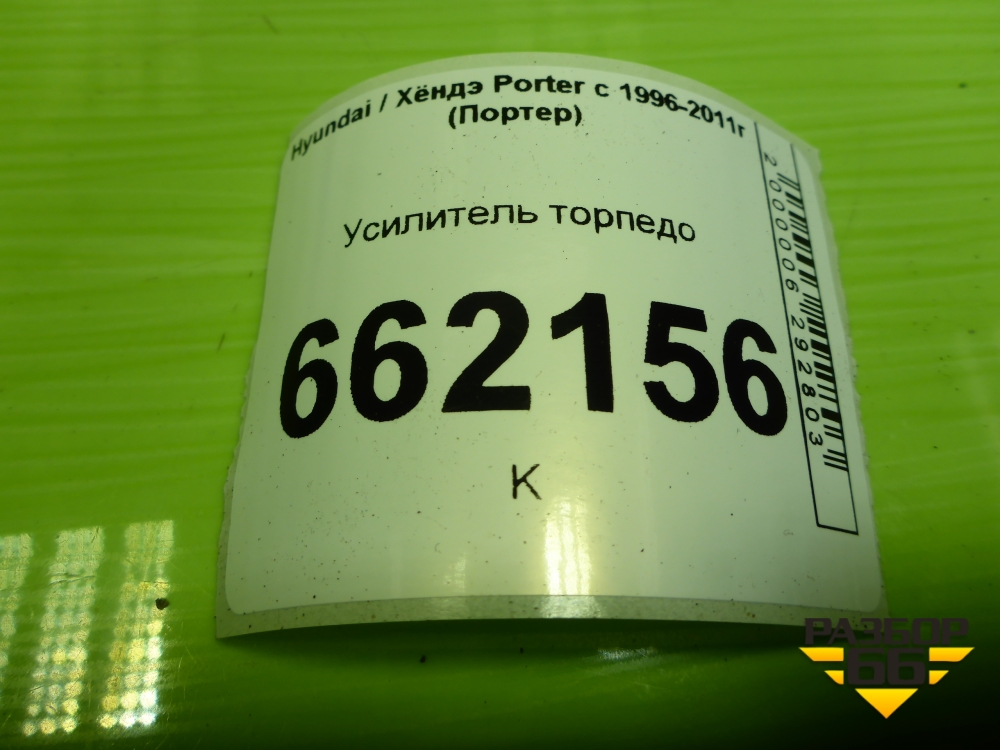 Hyundai / Хёндэ Porter с 1996-2011г
(Портер)
Усилитель торпедо
662156
К
2000006292803
РАЗБОР
66